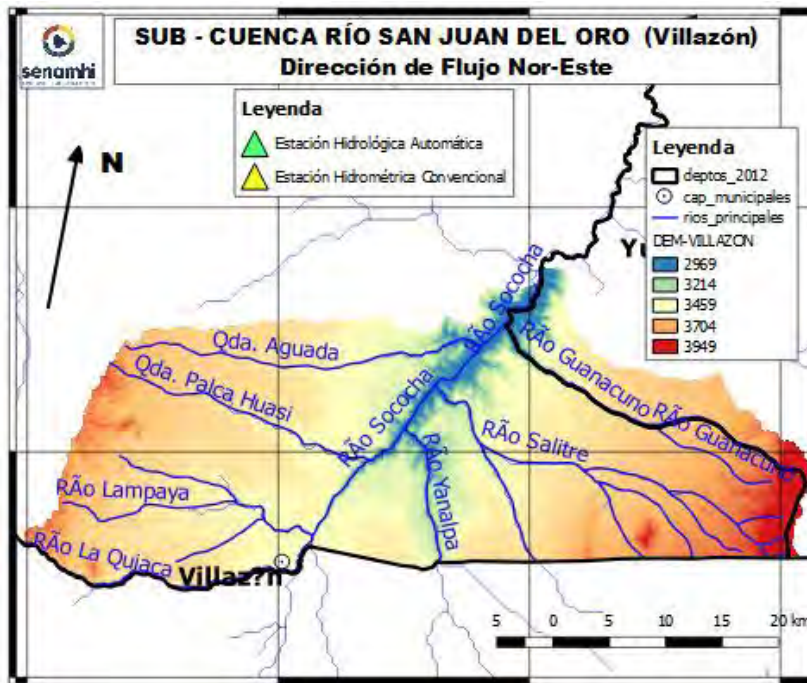 senamhi
SUB - CUENCA RÍO SAN JUAN DEL ORO (Villazón)
Dirección de Flujo Nor-Este
Leyenda
Estación Hidrológica Automática
Estación Hidrométrica Convencional
N
Leyenda
deptos_2012
cap_municipales
rios_principales
DEM-VILLAZON
2969
3214
3459
3704
3949
Yu
RÃo Sococha
Qda. Aguada
RÃo Guanacuno
Qda. Palca Huasi
RÃo Sococha
RÃo Guanacuno
RÃo Salitre
RÃo Yanalpa
RÃo Lampaya
RÃo La Quiaca
Villaz?n
5 0 5 10 15 20 km